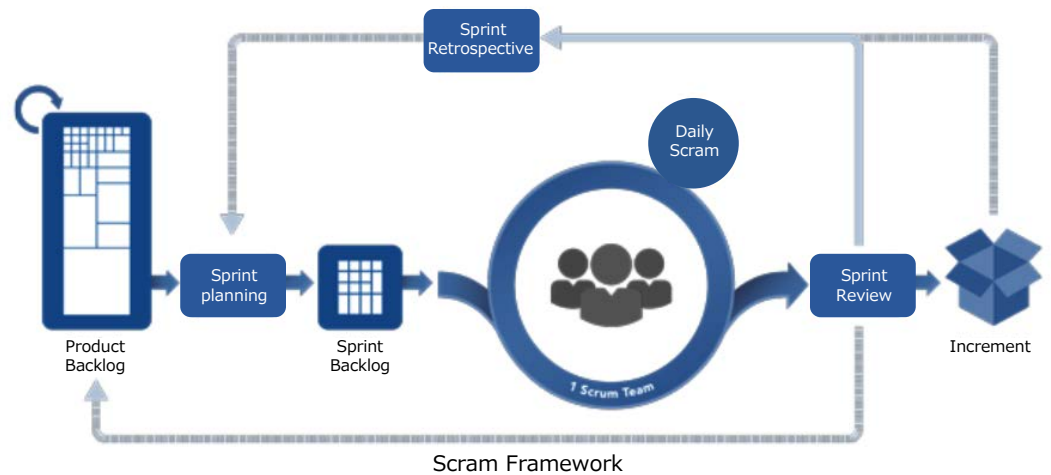 Sprint
Retrospective
Daily
Scram
Sprint
planning
Sprint
Review
Product
Backlog
Sprint
Backlog
1 Scrum Team
Increment
Scram Framework